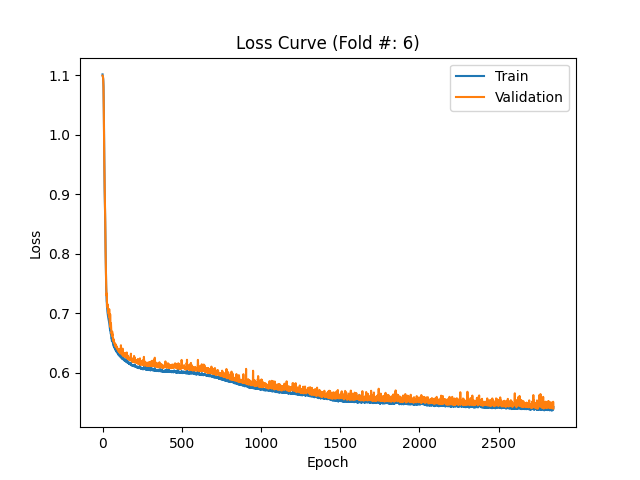 Loss Curve (Fold #: 6)
Train
Validation
1.1
1.0
0.9
0.8
0.7
0.6
Loss
0 500 1000 1500 2000 2500
Epoch